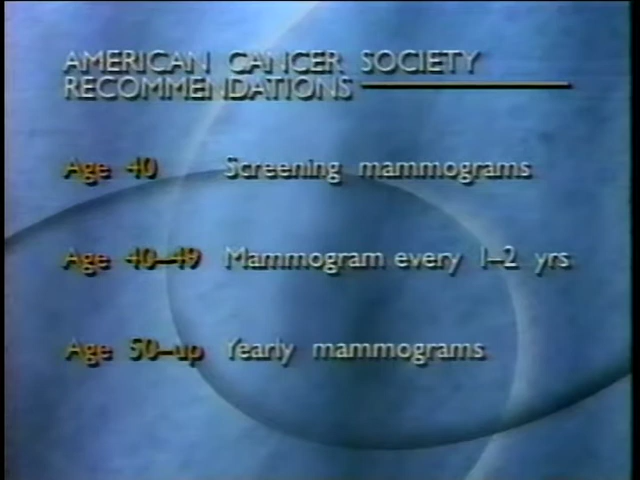 AMERICAN CANCER SOCIETY
RECOMMENDATIONS
Age 40 Screening mammograms
Age 40–49 Mammogram every 1–2 yrs
Age 50–up Yearly mammograms